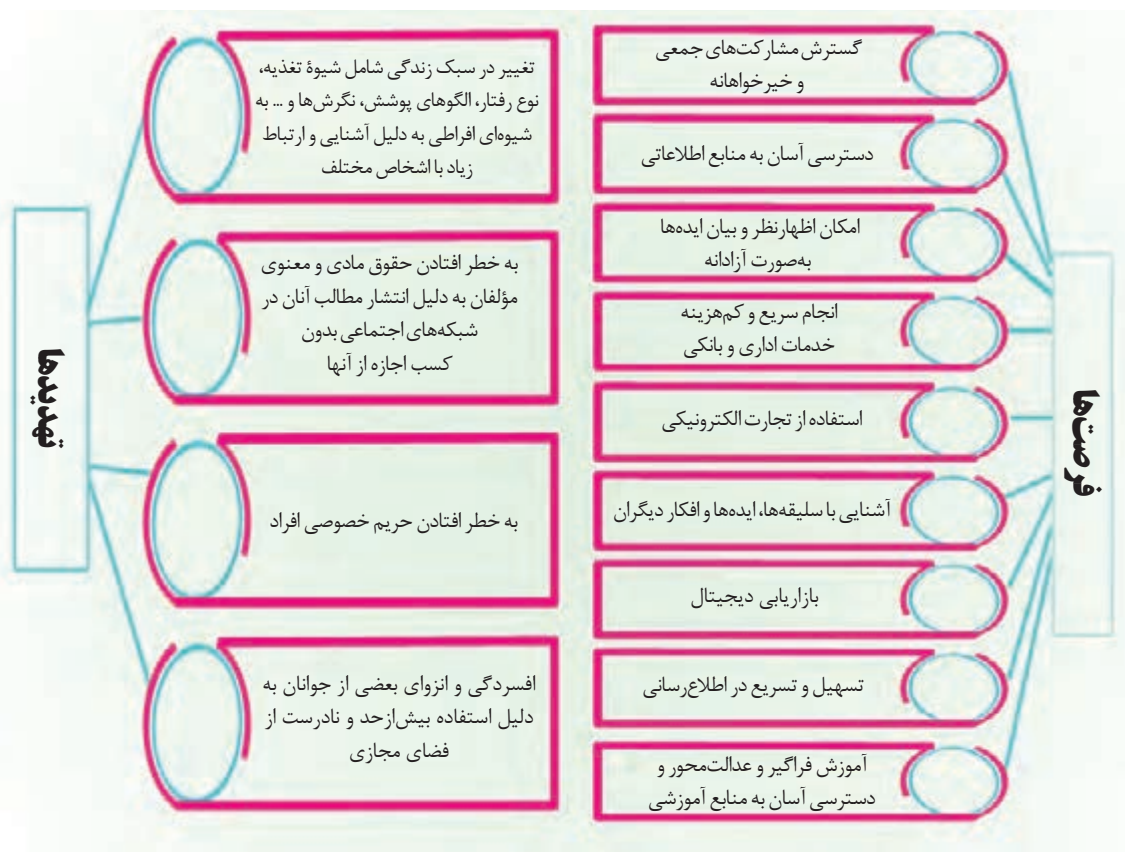 فرصت‌ها
گسترش مشارکت‌های جمعی
و خیرخواهانه
دسترسی آسان به منابع اطلاعاتی
امکان اظهارنظر و بیان ایده‌ها
به‌صورت آزادانه
انجام سریع و کم‌هزینه
خدمات اداری و بانکی
استفاده از تجارت الکترونیکی
آشنایی با سلیقه‌ها، ایده‌ها و افکار دیگران
بازاریابی دیجیتال
تسهیل و تسریع در اطلاع‌رسانی
آموزش فراگیر و عدالت‌محور و
دسترسی آسان به منابع آموزشی
تهدیدها
تغییر در سبک زندگی شامل شیوۀ تغذیه،
نوع رفتار، الگوهای پوشش، نگرش‌ها و ... به
شیوه‌ای افراطی به دلیل آشنایی و ارتباط
زیاد با اشخاص مختلف
به خطر افتادن حقوق مادی و معنوی
مؤلفان به دلیل انتشار مطالب آنان در
شبکه‌های اجتماعی بدون
کسب اجازه از آنها
به خطر افتادن حریم خصوصی افراد
افسردگی و انزوای بعضی از جوانان به
دلیل استفاده بیش‌ازحد و نادرست از
فضای مجازی